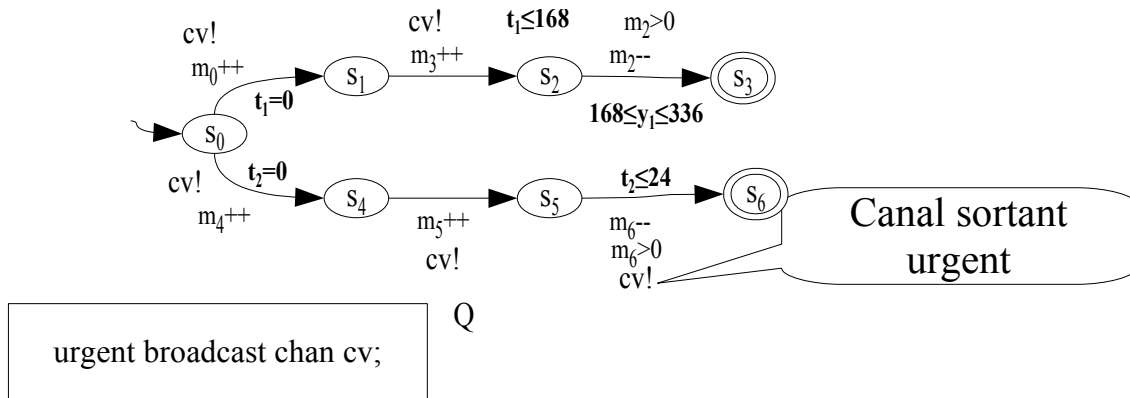 cv!
m0++
t1=0
s0
s1
cv!
m3++
t1≤168
s2
m2>0
m2--
168≤y1≤336
s3
cv!
m4++
t2=0
s4
m5++
cv!
s5
t2≤24
m6--
m6>0
cv!
s6
Canal sortant
urgent
Q
urgent broadcast chan cv;